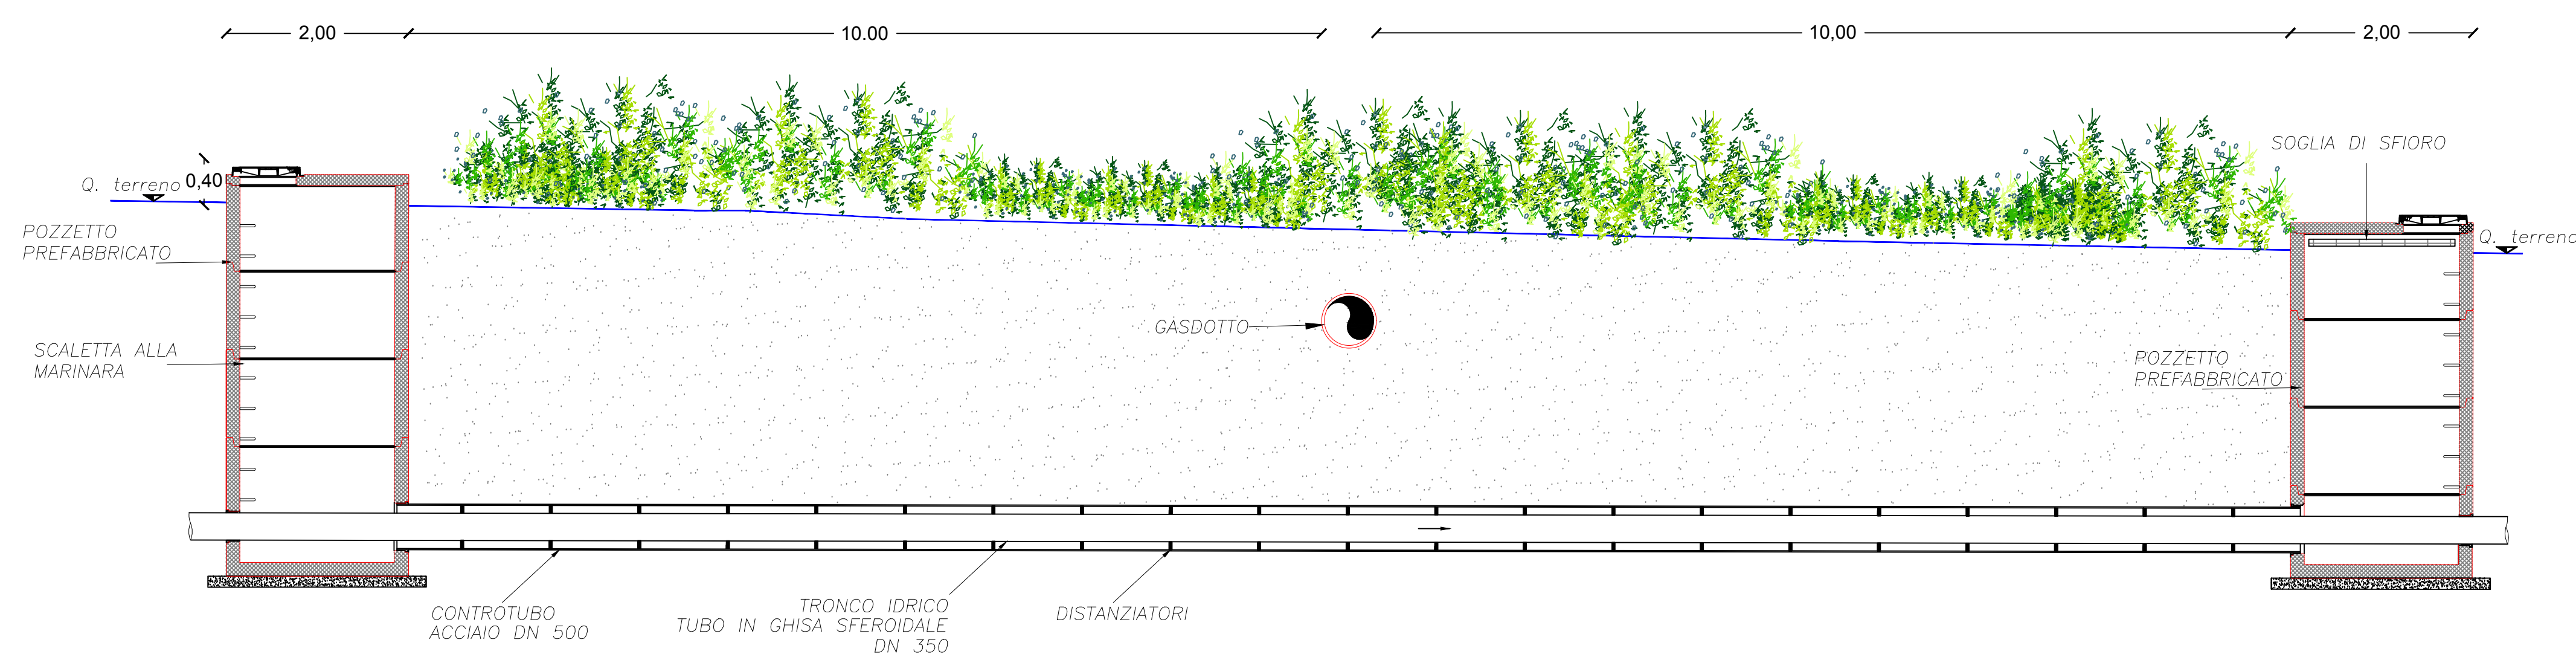 2,00
10.00
10,00
2,00
SOGLIA DI SFIORO
Q. terreno
0,40
POZZETTO
PREFABBRICATO
Q. terreno
GASDOTTO
SCALETTA ALLA
MARINARA
POZZETTO
PREFABBRICATO
CONTROTUBO
ACCIAIO DN 500
TRONCO IDRICO
TUBO IN GHISA SFEROIDALE
DN 350
DISTANZIATORI